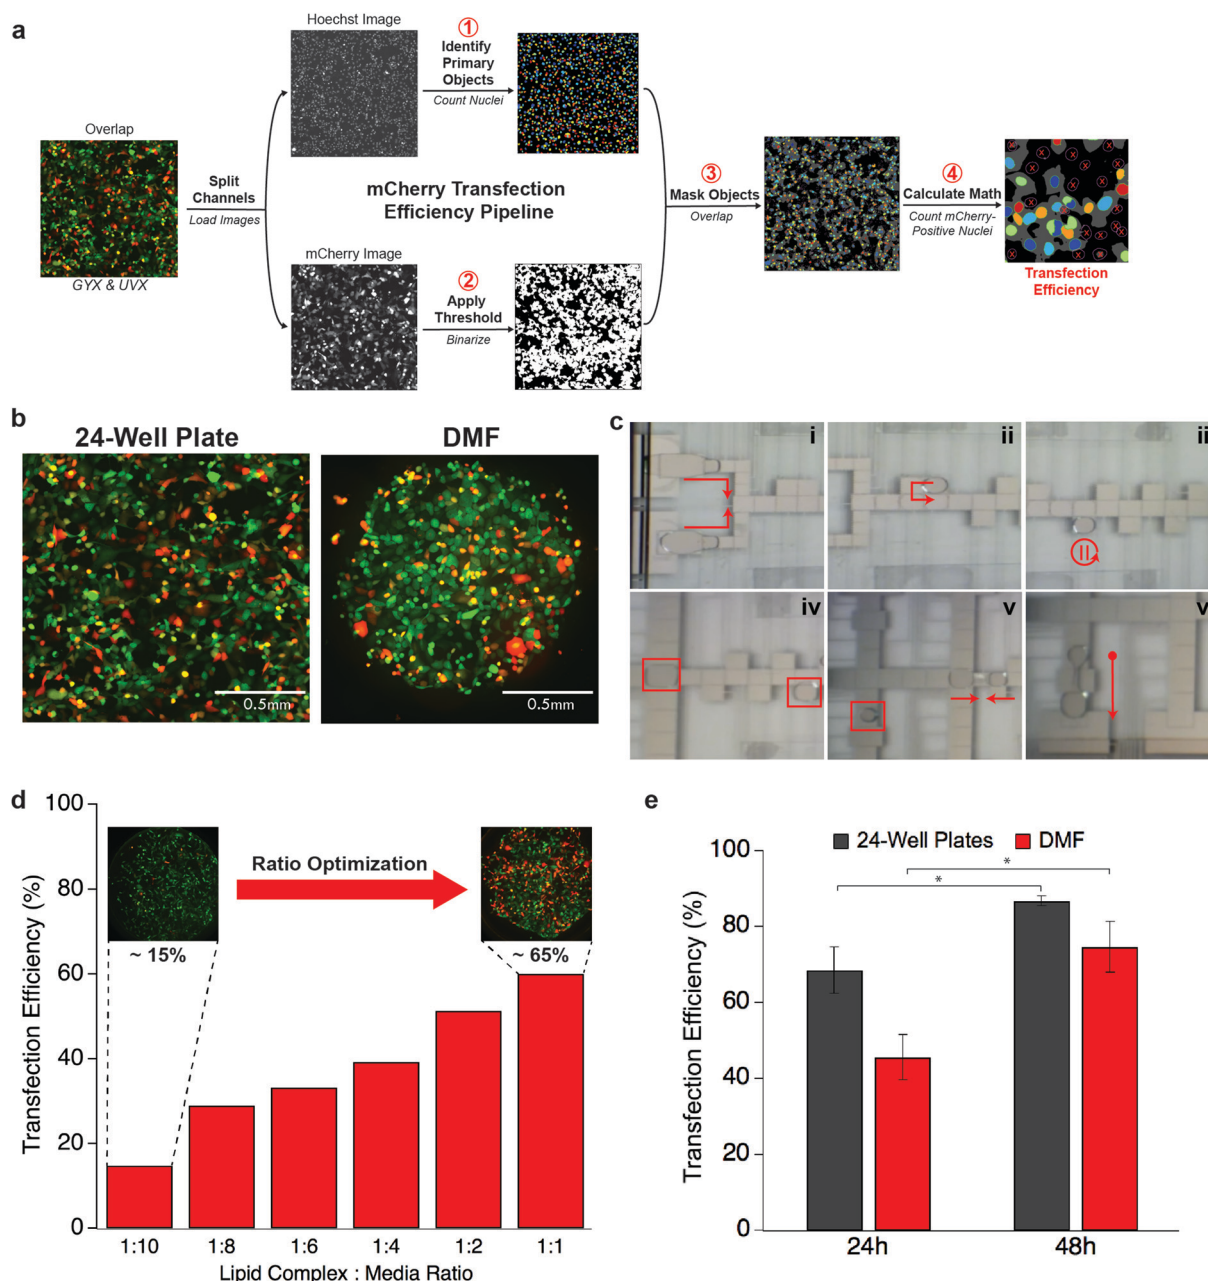 a
Hoechst Image
①
Identify
Primary
Objects
Count Nuclei
Overlap
GYX & UVX
Split
Channels
Load Images
mCherry Transfection
Efficiency Pipeline
③
Mask Objects
Overlap
④
Calculate Math
Count mCherry-
Positive Nuclei
Transfection
Efficiency
mCherry Image
②
Apply
Threshold
Binarize
b
24-Well Plate
DMF
0.5mm
0.5mm
c
i
ii
ii
iv
v
v
d
Transfection Efficiency (%)
100
80
60
40
20
0
Ratio Optimization
~ 15%
~ 65%
1:10
1:8
1:6
1:4
1:2
1:1
Lipid Complex : Media Ratio
e
24-Well Plates
DMF
*
*
Transfection Efficiency (%)
100
80
60
40
20
0
24h
48h